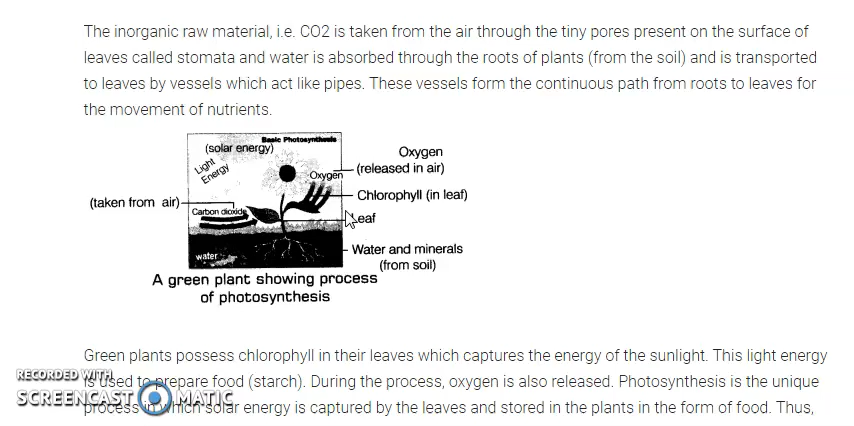 The inorganic raw material, i.e. CO2 is taken from the air through the tiny pores present on the surface of
leaves called stomata and water is absorbed through the roots of plants (from the soil) and is transported
to leaves by vessels which act like pipes. These vessels form the continuous path from roots to leaves for
the movement of nutrients.
Basic Photosynthesis
(solar energy)
Light
Energy
Oxygen
(released in air)
Oxygen
Chlorophyll (in leaf)
(taken from air)
Carbon dioxide
Leaf
Water and minerals
(from soil)
water
A green plant showing process
of photosynthesis
Green plants possess chlorophyll in their leaves which captures the energy of the sunlight. This light energy
is used to prepare food (starch). During the process, oxygen is also released. Photosynthesis is the unique
process in which solar energy is captured by the leaves and stored in the plants in the form of food. Thus,
RECORDED WITH
SCREENCAST MATIC